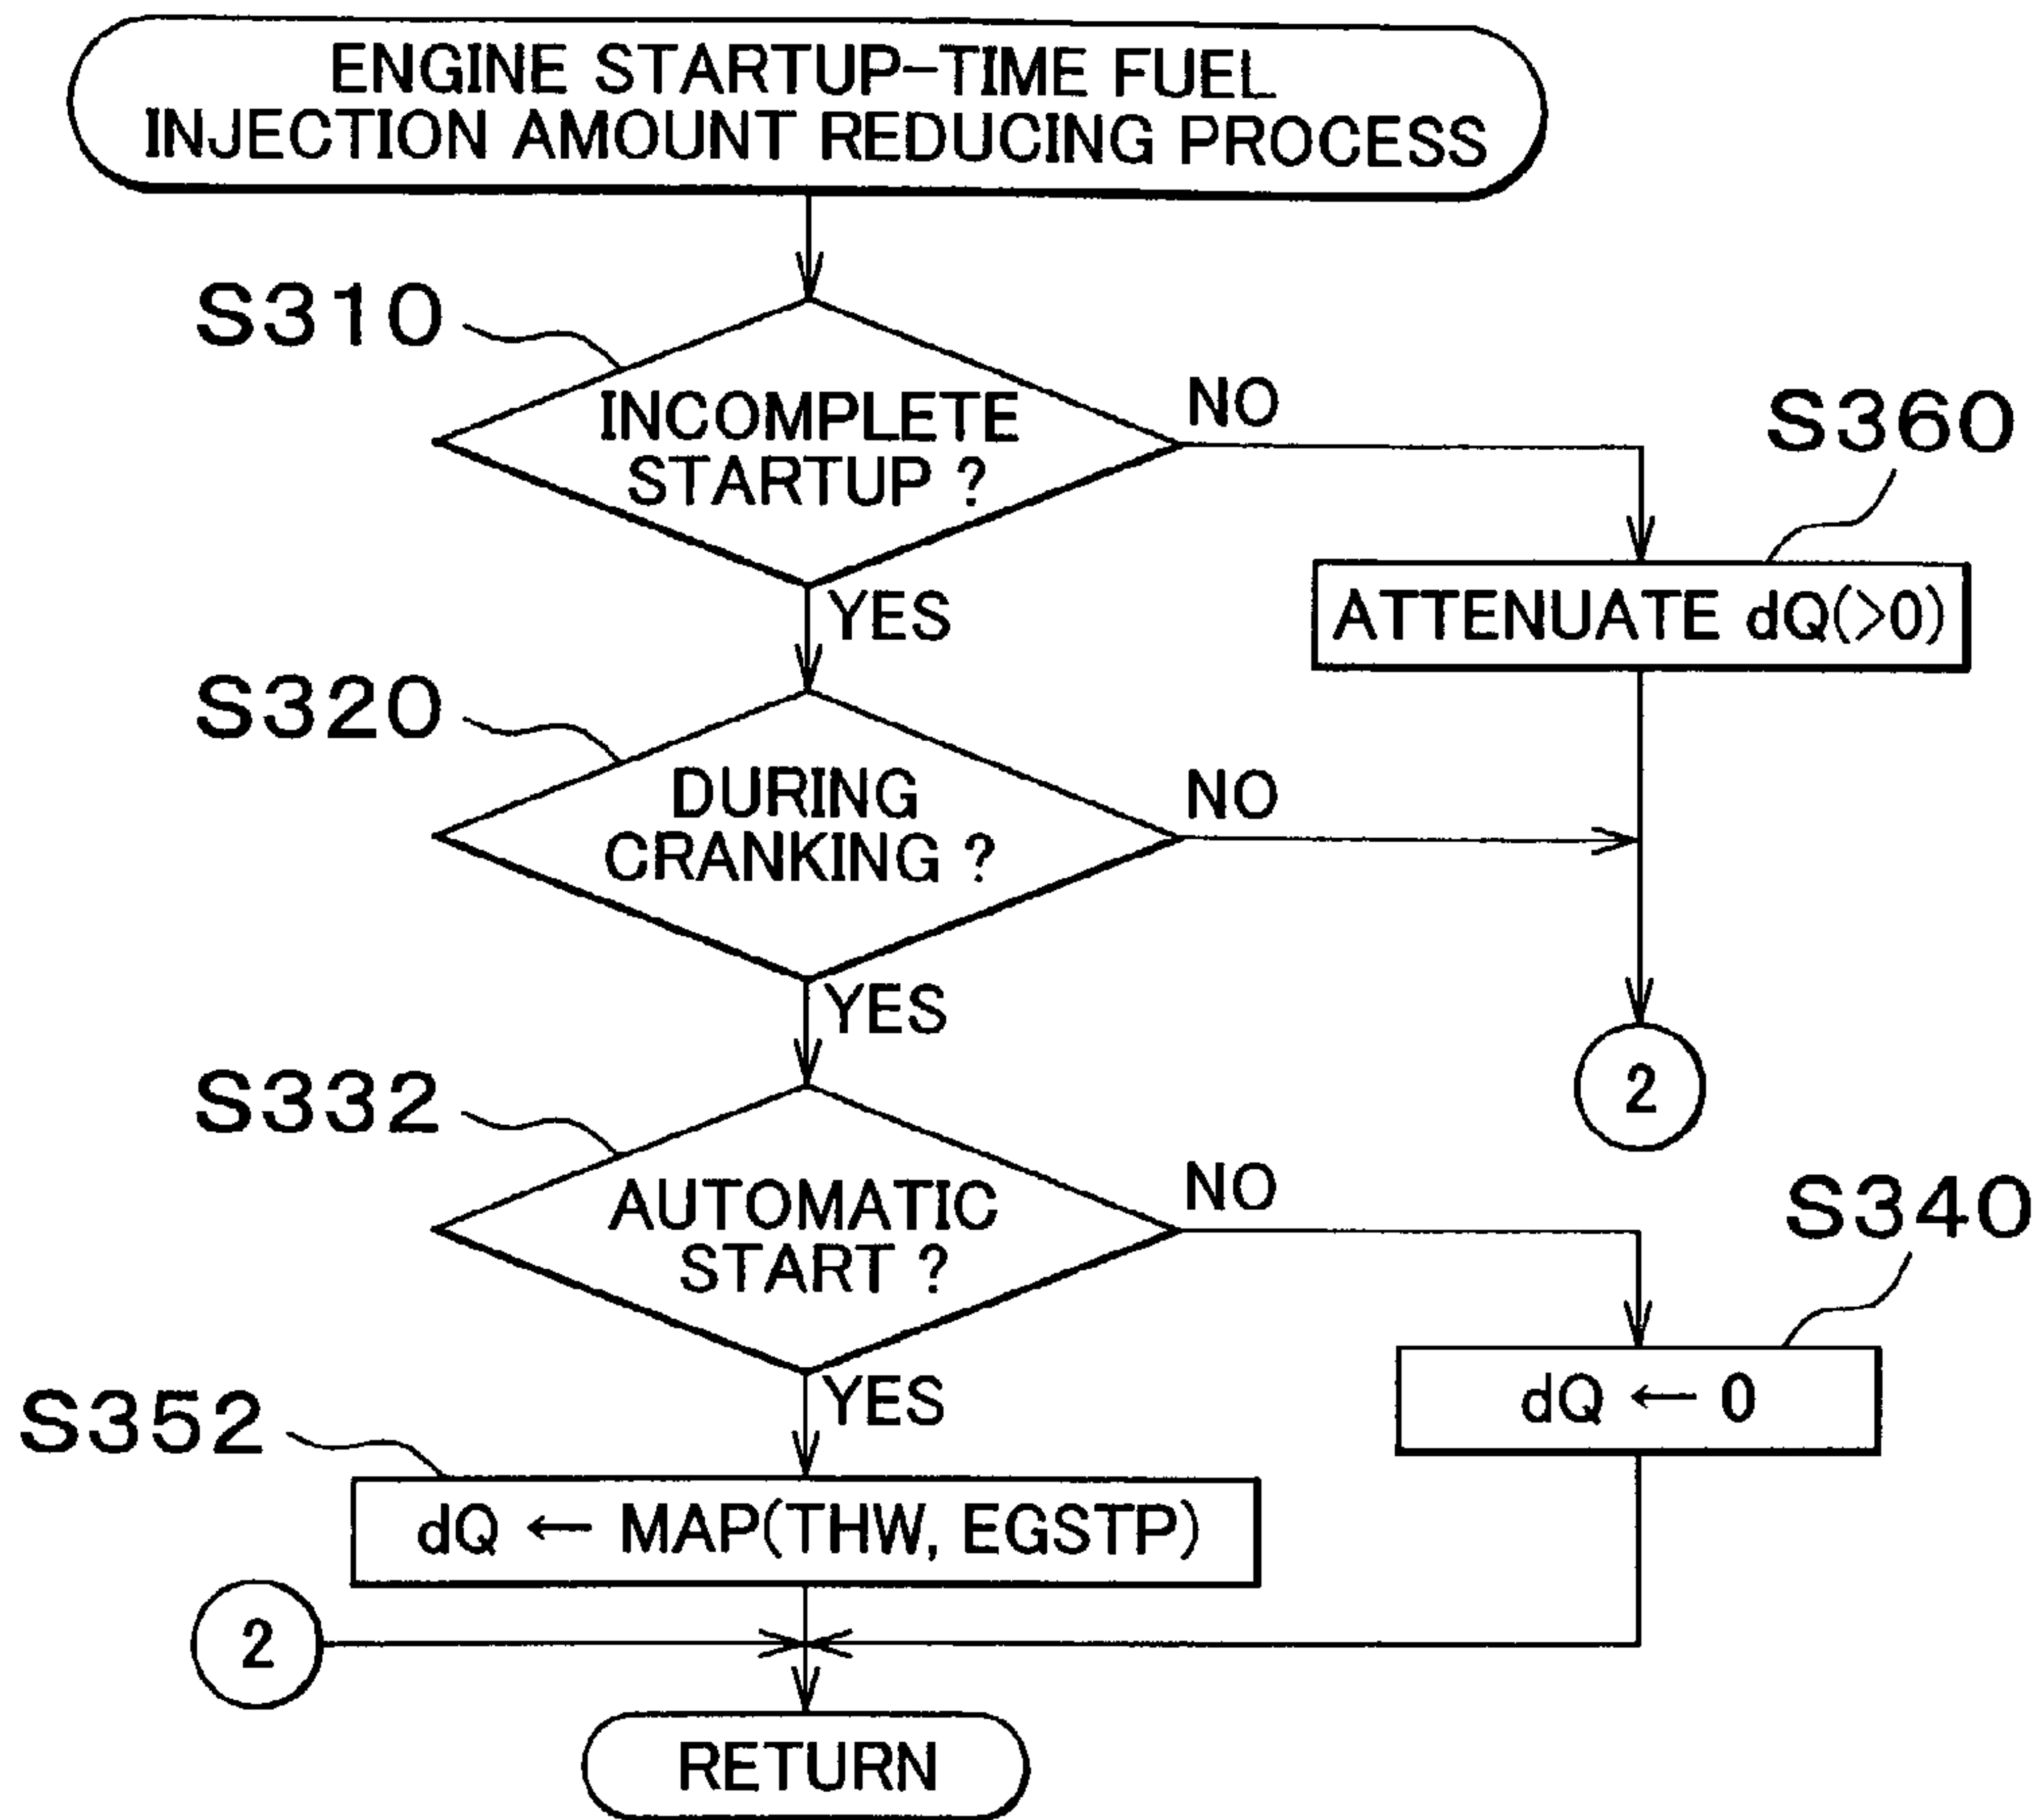 ENGINE STARTUP-TIME FUEL
INJECTION AMOUNT REDUCING PROCESS
S310
INCOMPLETE
STARTUP ?
NO
S360
ATTENUATE dQ(>0)
YES
S320
DURING
CRANKING ?
NO
YES
2
S332
AUTOMATIC
START ?
NO
S340
dQ ← 0
YES
S352
dQ ← MAP(THW, EGSTP)
2
RETURN